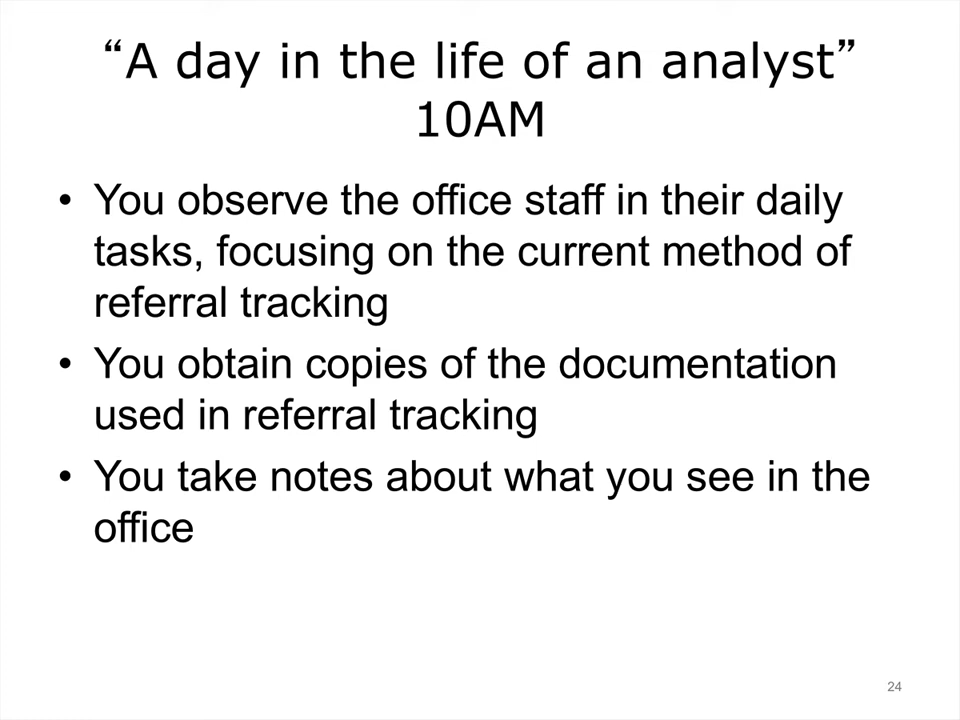 “A day in the life of an analyst”
10AM
• You observe the office staff in their daily
tasks, focusing on the current method of
referral tracking
• You obtain copies of the documentation
used in referral tracking
• You take notes about what you see in the
office
24